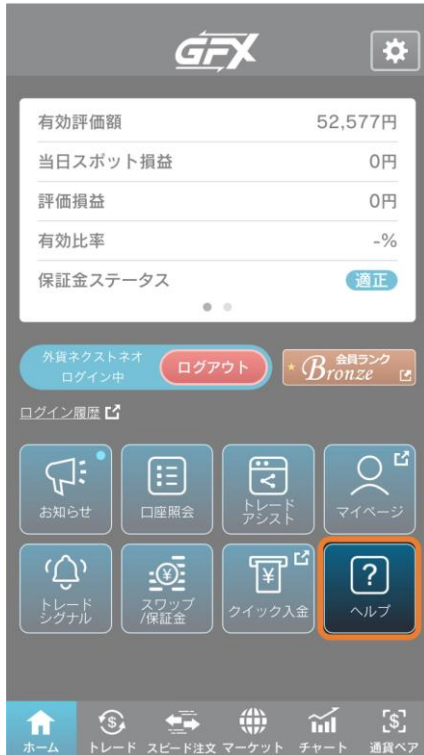 GFX
有効評価額 52,577円
当日スポット損益 0円
評価損益 0円
有効比率 -%
保証金ステータス 適正
外貨ネクストネオ
ログイン中
ログアウト
会員ランク
Bronze
ログイン履歴
お知らせ
口座照会
トレード
アシスト
マイページ
トレード
シグナル
スワップ
/保証金
クイック入金
ヘルプ
ホーム
トレード
スピード注文
マーケット
チャート
通貨ペア